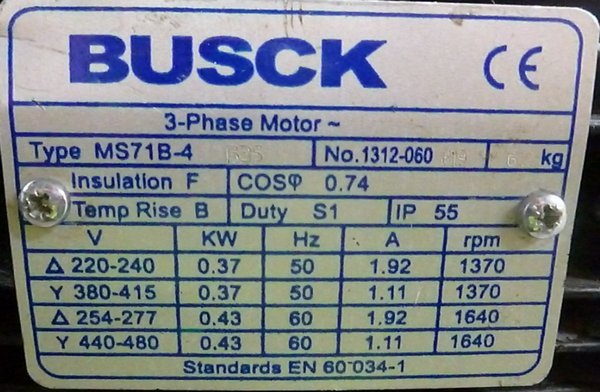 BUSCK CE
3-Phase Motor ~
Type MS71B-4 B35 No.1312-060 6 kg
Insulation F COSφ 0.74
Temp Rise B Duty S1 IP 55
V KW Hz A rpm
Δ 220-240 0.37 50 1.92 1370
Y 380-415 0.37 50 1.11 1370
Δ 254-277 0.43 60 1.92 1640
Y 440-480 0.43 60 1.11 1640
Standards EN 60 034-1